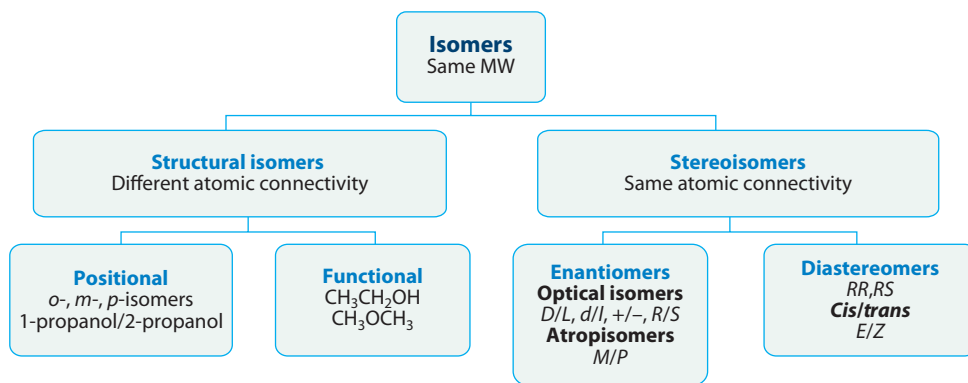 Isomers
Same MW
Structural isomers
Different atomic connectivity
Stereoisomers
Same atomic connectivity
Positional
o-, m-, p-isomers
1-propanol/2-propanol
Functional
CH₃CH₂OH
CH₃OCH₃
Enantiomers
Optical isomers
D/L, d/l, +/–, R/S
Atropisomers
M/P
Diastereomers
RR,RS
Cis/trans
E/Z